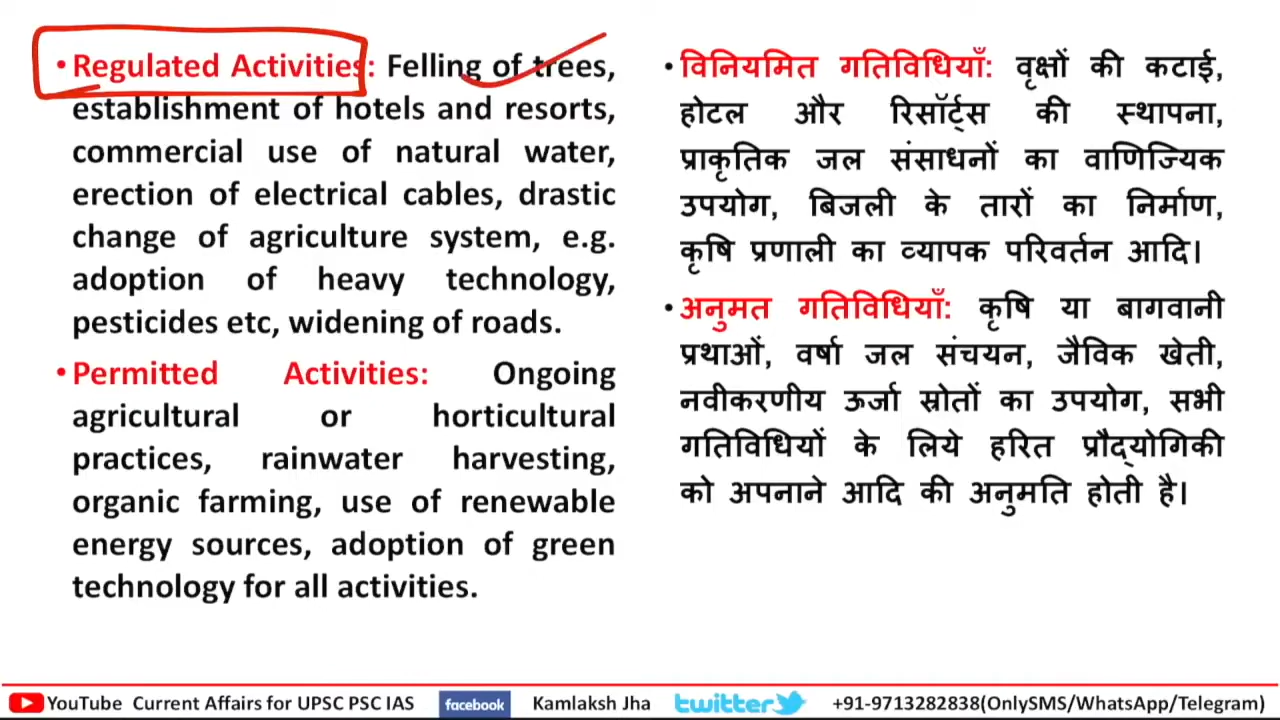 • Regulated Activities: Felling of trees,
establishment of hotels and resorts,
commercial use of natural water,
erection of electrical cables, drastic
change of agriculture system, e.g.
adoption of heavy technology,
pesticides etc, widening of roads.
• Permitted Activities: Ongoing
agricultural or horticultural
practices, rainwater harvesting,
organic farming, use of renewable
energy sources, adoption of green
technology for all activities.
• विनियमित गतिविधियाँ: वृक्षों की कटाई,
होटल और रिसॉर्ट्स की स्थापना,
प्राकृतिक जल संसाधनों का वाणिज्यिक
उपयोग, बिजली के तारों का निर्माण,
कृषि प्रणाली का व्यापक परिवर्तन आदि।
• अनुमत गतिविधियाँ: कृषि या बागवानी
प्रथाओं, वर्षा जल संचयन, जैविक खेती,
नवीकरणीय ऊर्जा स्रोतों का उपयोग, सभी
गतिविधियों के लिये हरित प्रौद्योगिकी
को अपनाने आदि की अनुमति होती है।
YouTube Current Affairs for UPSC PSC IAS facebook Kamlaksh Jha twitter +91-9713282838(OnlySMS/WhatsApp/Telegram)